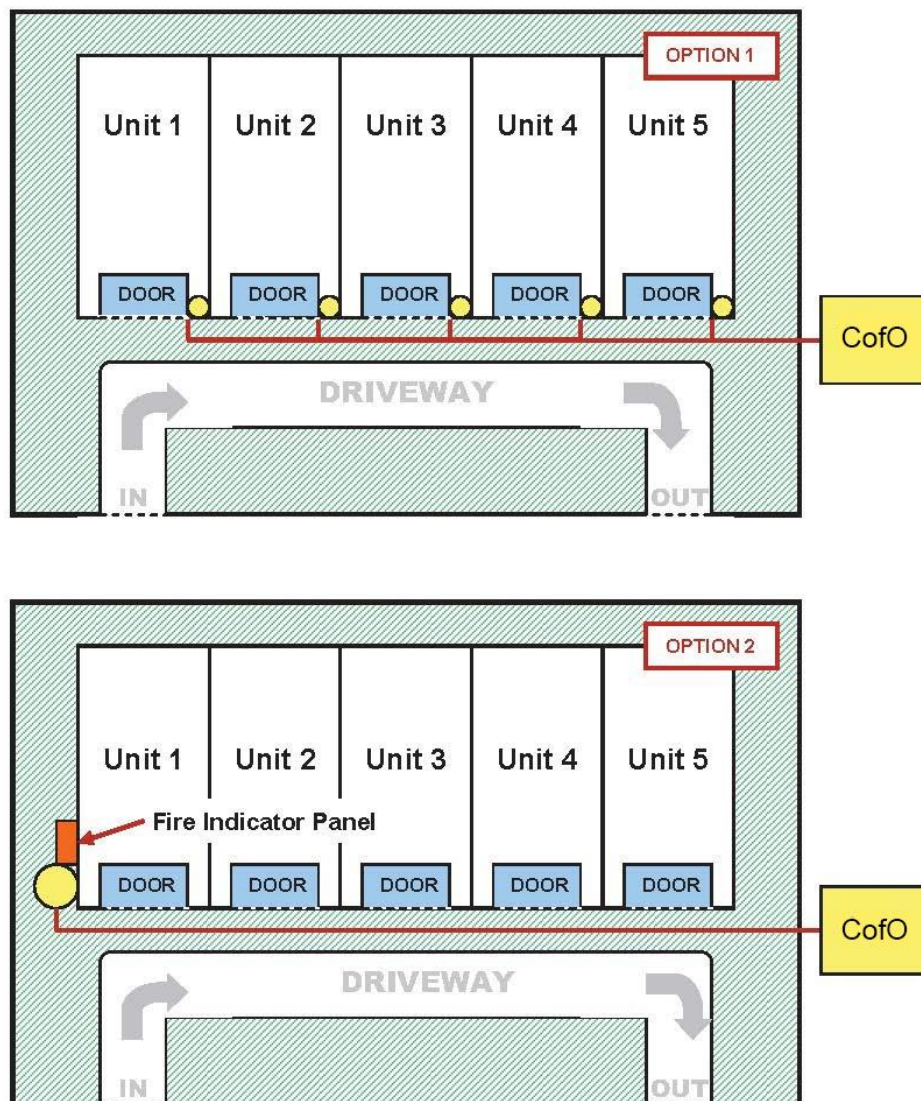 OPTION 1
Unit 1 Unit 2 Unit 3 Unit 4 Unit 5
DOOR DOOR DOOR DOOR DOOR
CofO
DRIVEWAY
IN OUT
OPTION 2
Unit 1 Unit 2 Unit 3 Unit 4 Unit 5
Fire Indicator Panel
DOOR DOOR DOOR DOOR DOOR
CofO
DRIVEWAY
IN OUT